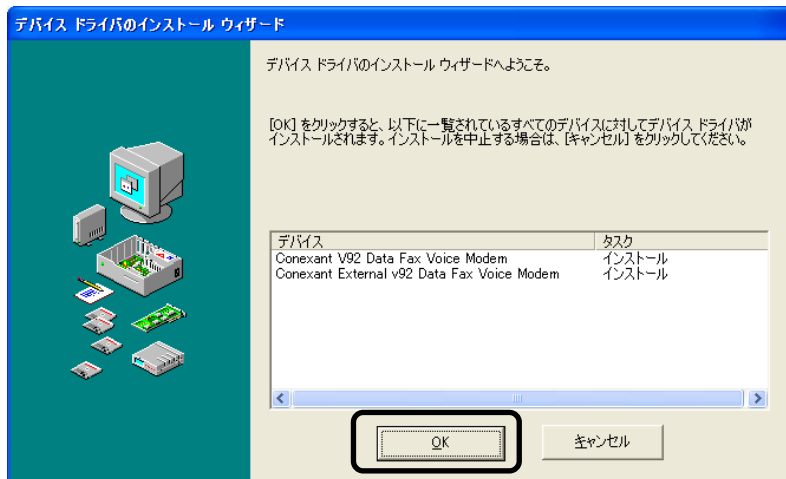 デバイス ドライバのインストール ウィザード
デバイス ドライバのインストール ウィザードへようこそ。
[OK] をクリックすると、以下に一覧されているすべてのデバイスに対してデバイス ドライバが
インストールされます。インストールを中止する場合は、[キャンセル] をクリックしてください。
デバイス タスク
Conexant V92 Data Fax Voice Modem インストール
Conexant External v92 Data Fax Voice Modem インストール
OK キャンセル